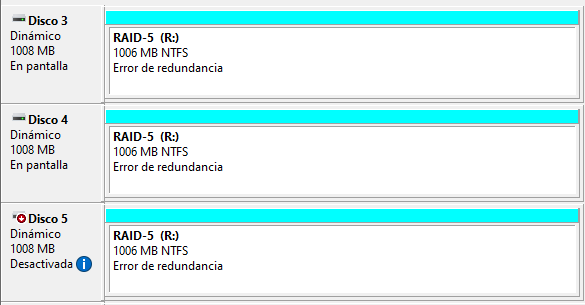 Disco 3
Dinámico
1008 MB
En pantalla
RAID-5 (R:)
1006 MB NTFS
Error de redundancia
Disco 4
Dinámico
1008 MB
En pantalla
RAID-5 (R:)
1006 MB NTFS
Error de redundancia
Disco 5
Dinámico
1008 MB
Desactivada
RAID-5 (R:)
1006 MB NTFS
Error de redundancia